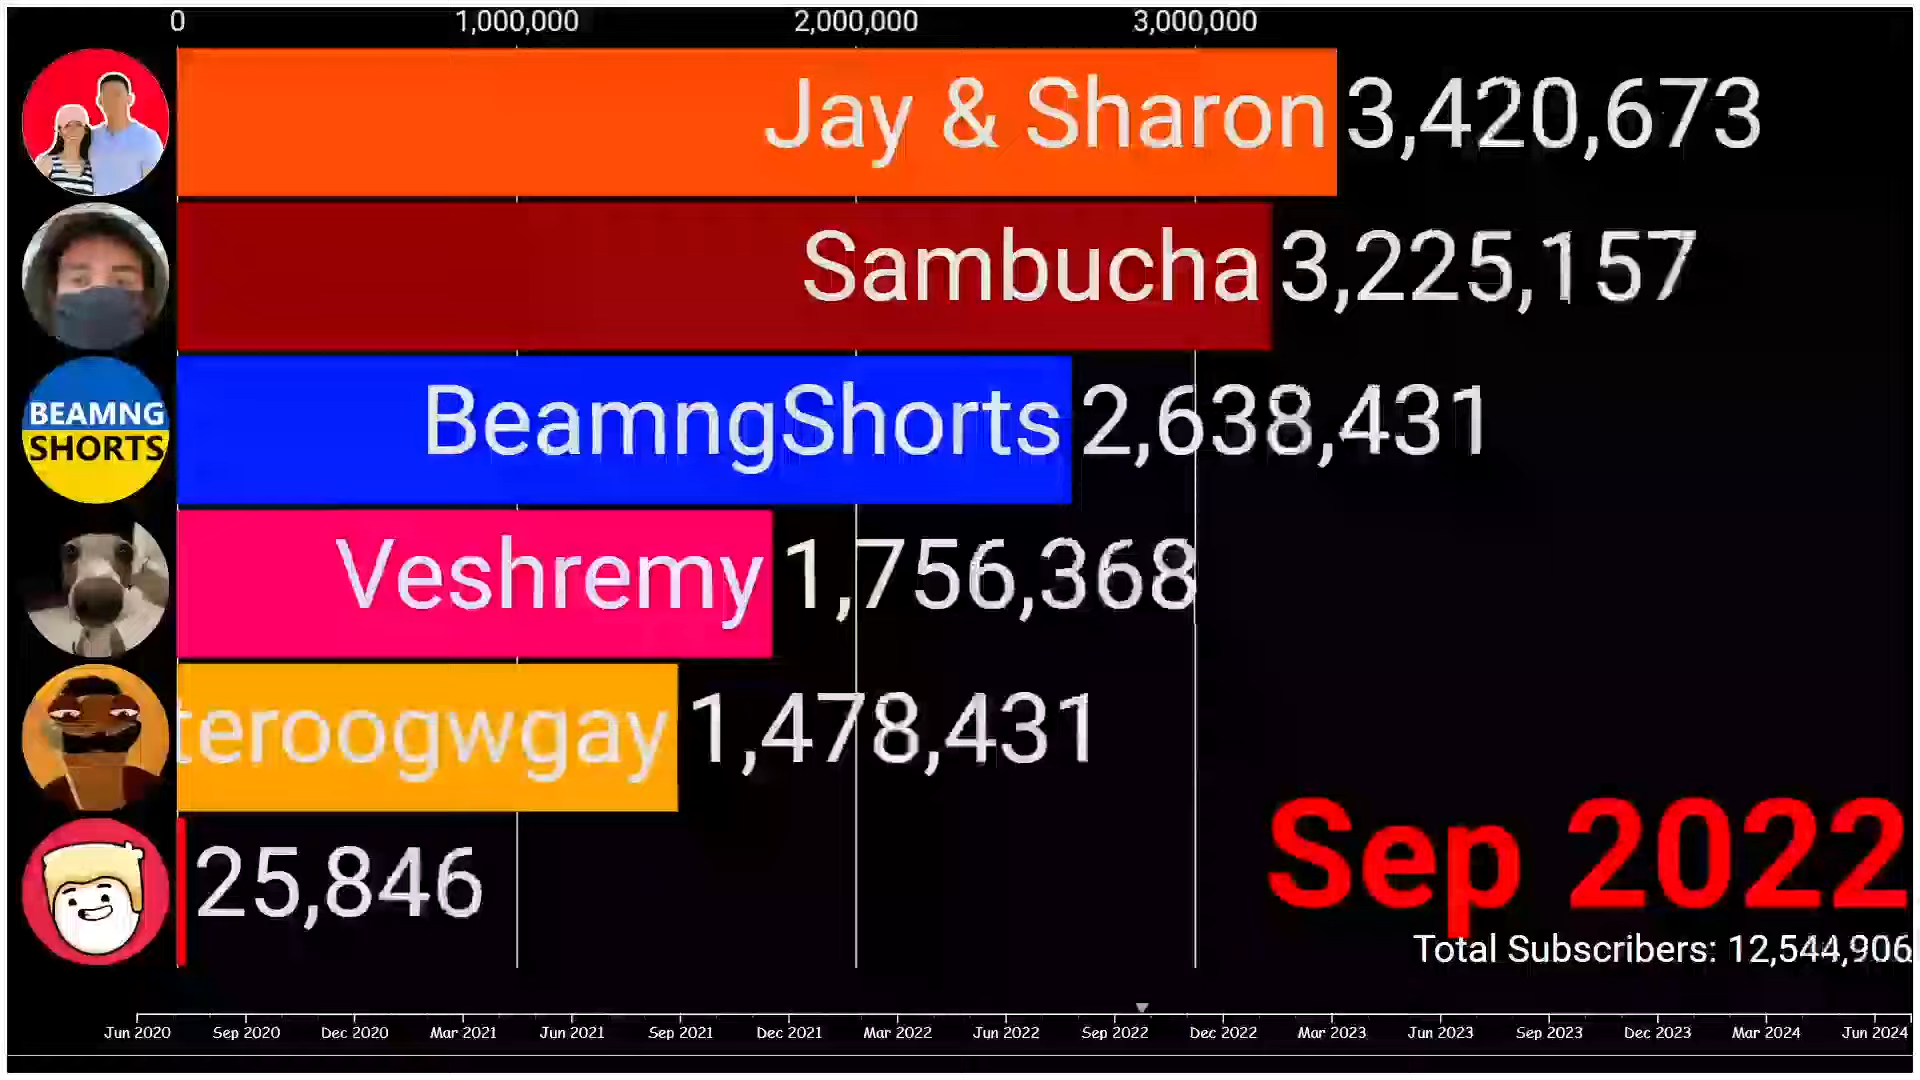 0 1,000,000 2,000,000 3,000,000
Jay & Sharon 3,420,673
Sambucha 3,225,157
BEAMNG
SHORTS
BeamngShorts 2,638,431
Veshremy 1,756,368
teroogwgay 1,478,431
25,846
Sep 2022
Total Subscribers: 12,544,906
Jun 2020 Sep 2020 Dec 2020 Mar 2021 Jun 2021 Sep 2021 Dec 2021 Mar 2022 Jun 2022 Sep 2022 Dec 2022 Mar 2023 Jun 2023 Sep 2023 Dec 2023 Mar 2024 Jun 2024